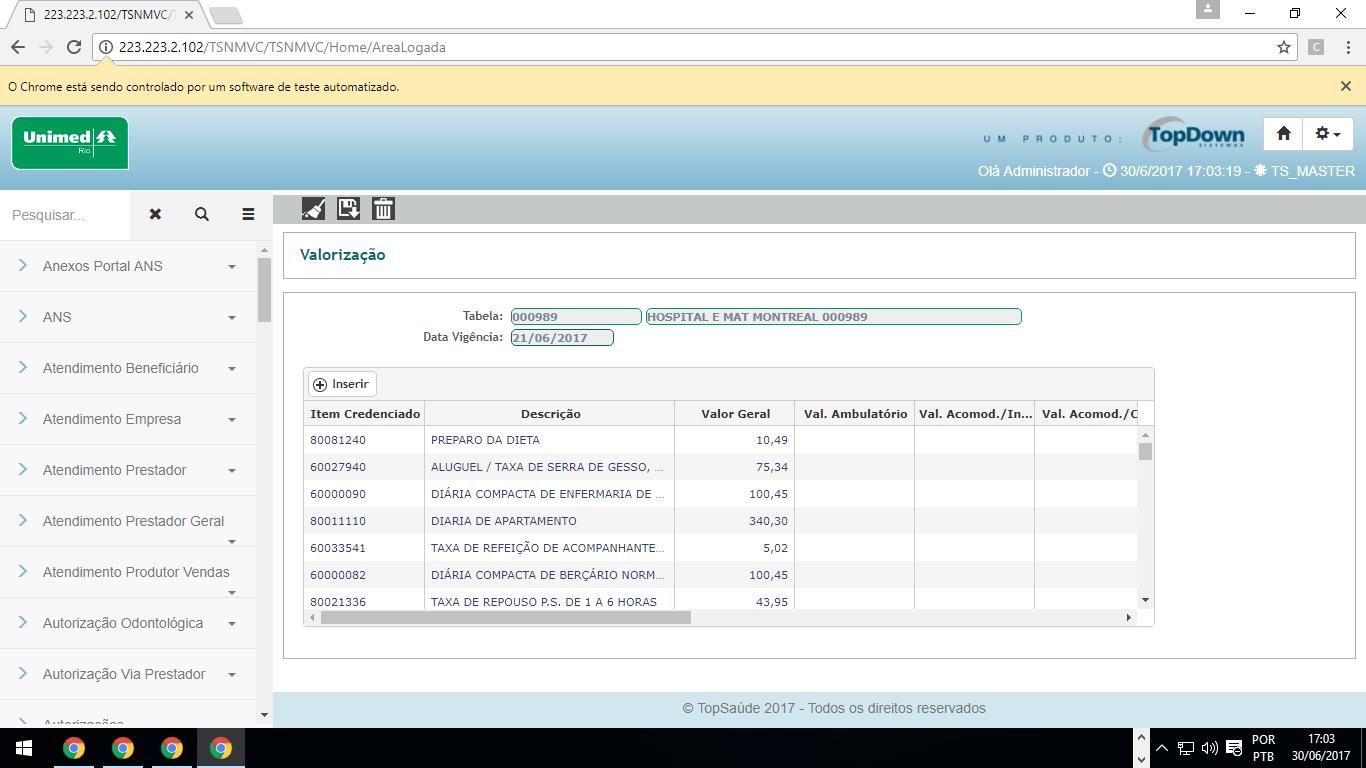 223.223.2.102/TSNMVC/T
223.223.2.102/TSNMVC/TSNMVC/Home/AreaLogada
C
O Chrome está sendo controlado por um software de teste automatizado.
Unimed
Rio
UM PRODUTO:
TopDown
SISTEMAS
Olá Administrador - 30/6/2017 17:03:19 - TS_MASTER
Pesquisar...
Anexos Portal ANS
ANS
Atendimento Beneficiário
Atendimento Empresa
Atendimento Prestador
Atendimento Prestador Geral
Atendimento Produtor Vendas
Autorização Odontológica
Autorização Via Prestador
Autorizações
Valorização
Tabela: 000989 HOSPITAL E MAT MONTREAL 000989
Data Vigência: 21/06/2017
Inserir
Item Credenciado Descrição Valor Geral Val. Ambulatório Val. Acomod./In... Val. Acomod./C
80081240 PREPARO DA DIETA 10,49
60027940 ALUGUEL / TAXA DE SERRA DE GESSO, ... 75,34
60000090 DIÁRIA COMPACTA DE ENFERMARIA DE ... 100,45
80011110 DIARIA DE APARTAMENTO 340,30
60033541 TAXA DE REFEIÇÃO DE ACOMPANHANTE... 5,02
60000082 DIÁRIA COMPACTA DE BERÇÁRIO NORM... 100,45
80021336 TAXA DE REPOUSO P.S. DE 1 A 6 HORAS 43,95
© TopSaúde 2017 - Todos os direitos reservados
POR
PTB
17:03
30/06/2017